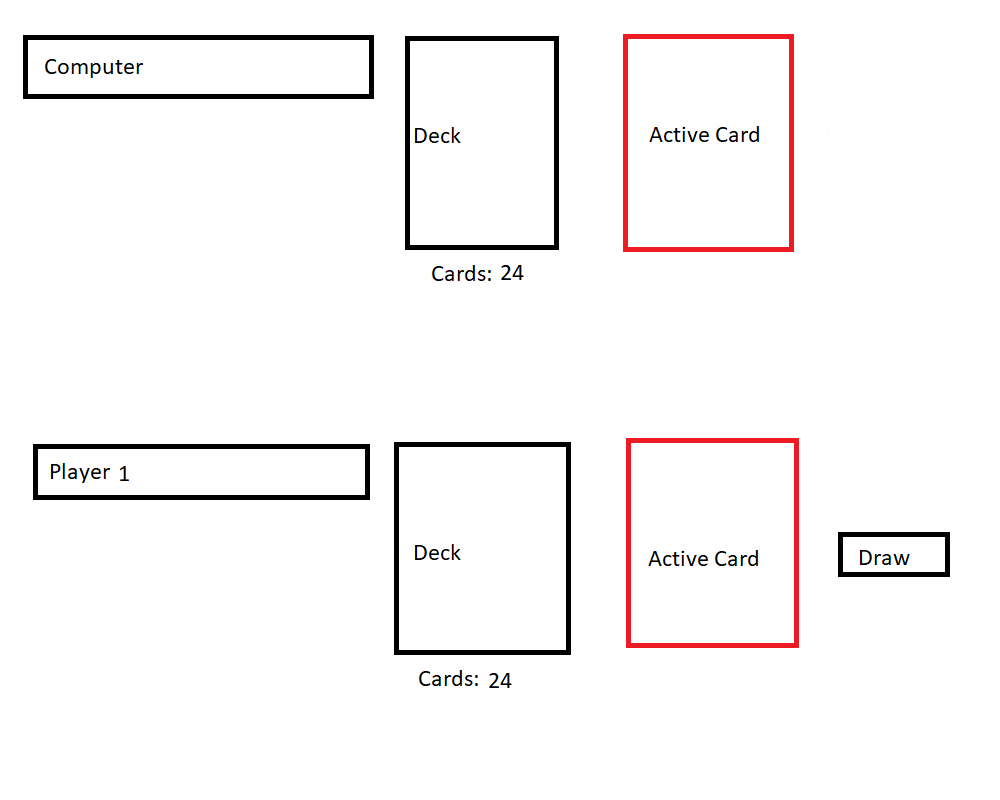 Computer
Deck
Active Card
Cards: 24
Player 1
Deck
Active Card
Draw
Cards: 24